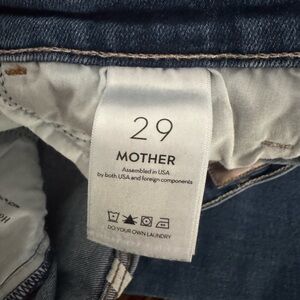 29
MOTHER
Assembled in USA
by both USA and foreign components
DO YOUR OWN LAUNDRY